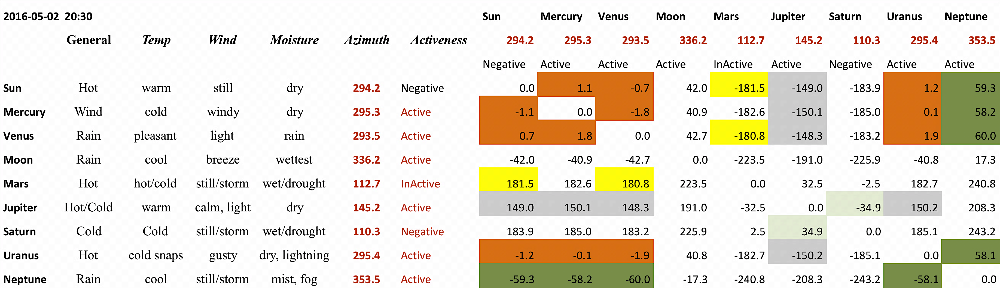 2016-05-02 20:30 Sun Mercury Venus Moon Mars Jupiter Saturn Uranus Neptune
General Temp Wind Moisture Azimuth Activeness 294.2 295.3 293.5 336.2 112.7 145.2 110.3 295.4 353.5
Negative Active Active Active InActive Active Negative Active Active
Sun Hot warm still dry 294.2 Negative 0.0 1.1 -0.7 42.0 -181.5 -149.0 -183.9 1.2 59.3
Mercury Wind cold windy dry 295.3 Active -1.1 0.0 -1.8 40.9 -182.6 -150.1 -185.0 0.1 58.2
Venus Rain pleasant light rain 293.5 Active 0.7 1.8 0.0 42.7 -180.8 -148.3 -183.2 1.9 60.0
Moon Rain cool breeze wettest 336.2 Active -42.0 -40.9 -42.7 0.0 -223.5 -191.0 -225.9 -40.8 17.3
Mars Hot hot/cold still/storm wet/drought 112.7 InActive 181.5 182.6 180.8 223.5 0.0 32.5 -2.5 182.7 240.8
Jupiter Hot/Cold warm calm, light dry 145.2 Active 149.0 150.1 148.3 191.0 -32.5 0.0 -34.9 150.2 208.3
Saturn Cold Cold still/storm wet/drought 110.3 Negative 183.9 185.0 183.2 225.9 2.5 34.9 0.0 185.1 243.2
Uranus Hot cold snaps gusty dry, lightning 295.4 Active -1.2 -0.1 -1.9 40.8 -182.7 -150.2 -185.1 0.0 58.1
Neptune Rain cool still/storm mist, fog 353.5 Active -59.3 -58.2 -60.0 -17.3 -240.8 -208.3 -243.2 -58.1 0.0